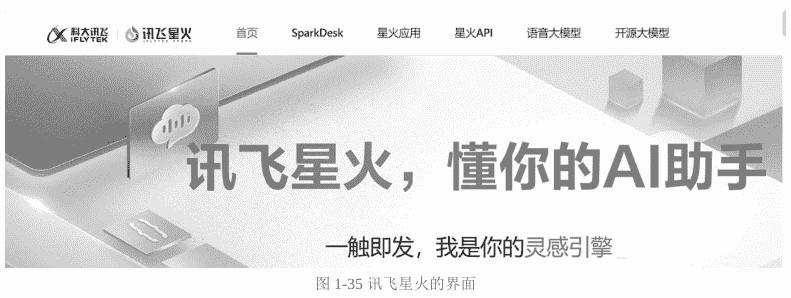 科大讯飞 iFLYTEK 讯飞星火 首页 SparkDesk 星火应用 星火API 语音大模型 开源大模型
讯飞星火，懂你的AI助手
一触即发，我是你的灵感引擎
图 1-35 讯飞星火的界面